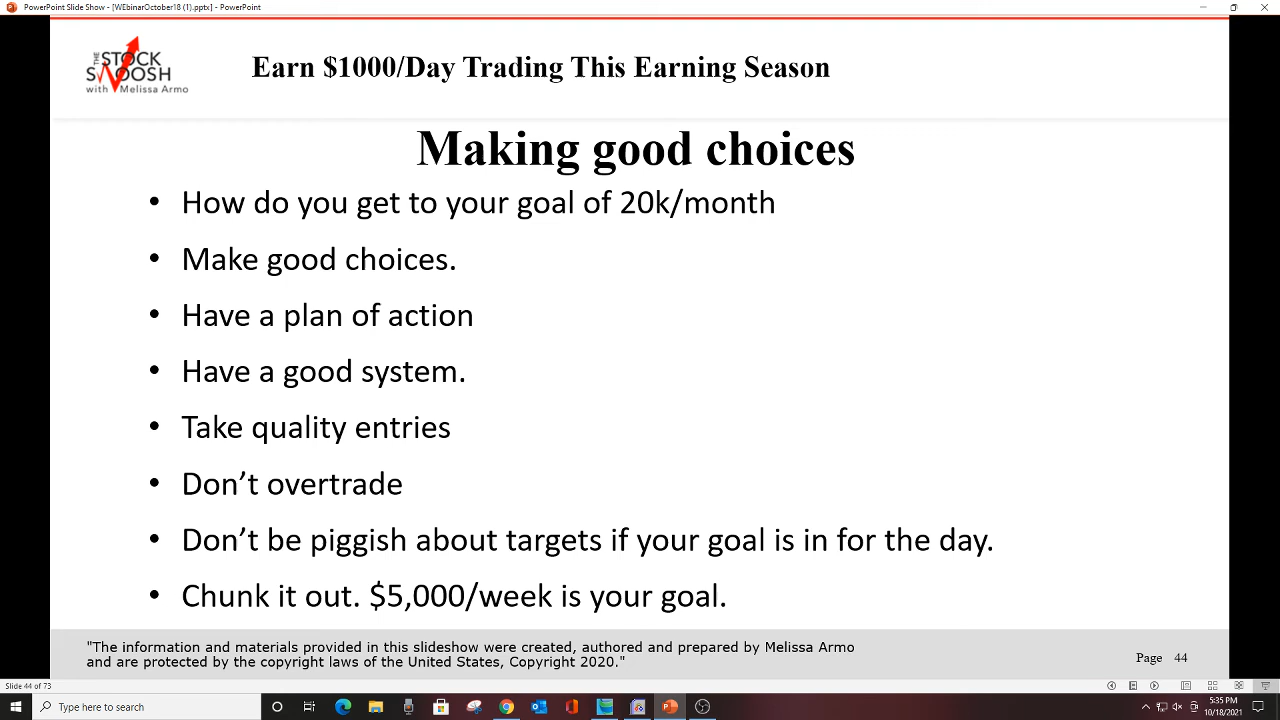 PowerPoint Slide Show - [WEbinarOctober18 (1).pptx] - PowerPoint
THE
STOCK
SWOOSH
with Melissa Armo
Earn $1000/Day Trading This Earning Season
Making good choices
• How do you get to your goal of 20k/month
• Make good choices.
• Have a plan of action
• Have a good system.
• Take quality entries
• Don’t overtrade
• Don’t be piggish about targets if your goal is in for the day.
• Chunk it out. $5,000/week is your goal.
"The information and materials provided in this slideshow were created, authored and prepared by Melissa Armo
and are protected by the copyright laws of the United States, Copyright 2020."
Page 44
Slide 44 of 73
Type here to search
5:35 PM
10/18/2021